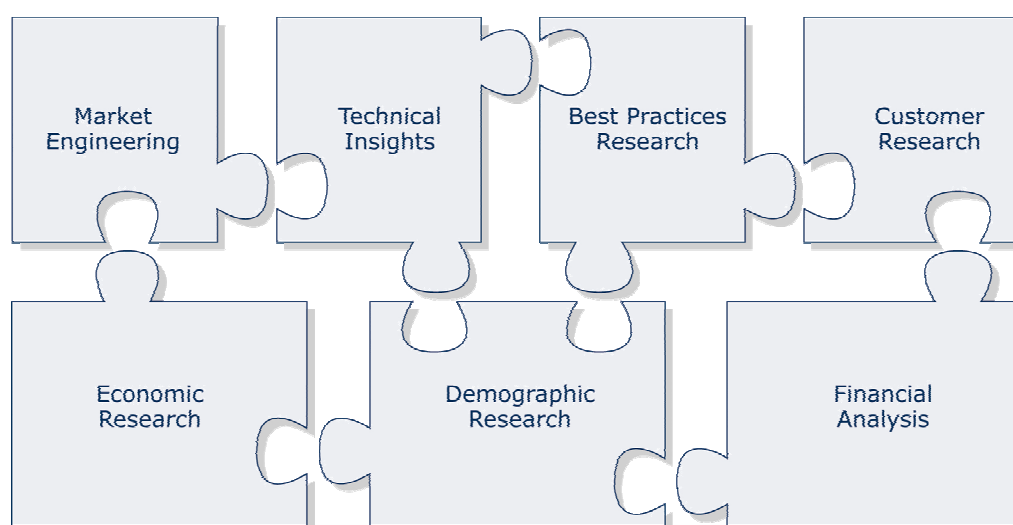 Market
Engineering
Technical
Insights
Best Practices
Research
Customer
Research
Economic
Research
Demographic
Research
Financial
Analysis